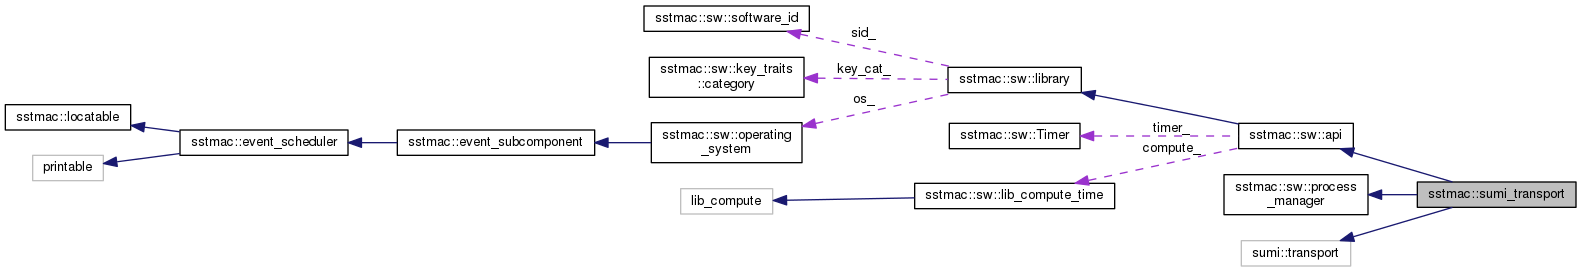 sstmac::sw::software_id
sid_
sstmac::sw::key_traits
::category
key_cat_
sstmac::sw::library
os_
sstmac::locatable
sstmac::event_scheduler
printable
sstmac::event_subcomponent
sstmac::sw::operating
_system
sstmac::sw::Timer
timer_
compute_
sstmac::sw::api
lib_compute
sstmac::sw::lib_compute_time
sstmac::sw::process
_manager
sstmac::sumi_transport
sumi::transport